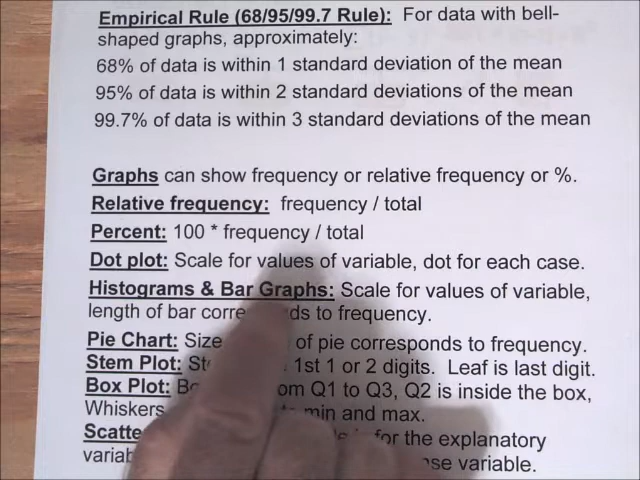 Empirical Rule (68/95/99.7 Rule): For data with bell-
shaped graphs, approximately:
68% of data is within 1 standard deviation of the mean
95% of data is within 2 standard deviations of the mean
99.7% of data is within 3 standard deviations of the mean
Graphs can show frequency or relative frequency or %.
Relative frequency: frequency / total
Percent: 100 * frequency / total
Dot plot: Scale for values of variable, dot for each case.
Histograms & Bar Graphs: Scale for values of variable,
length of bar to frequency.
Pie Chart: of pie corresponds to frequency.
Stem Plot: 1st 1 or 2 digits. Leaf is last digit.
Box Plot: Q1 to Q3, Q2 is inside the box,
Whiskers min and max.
for the explanatory
variable.